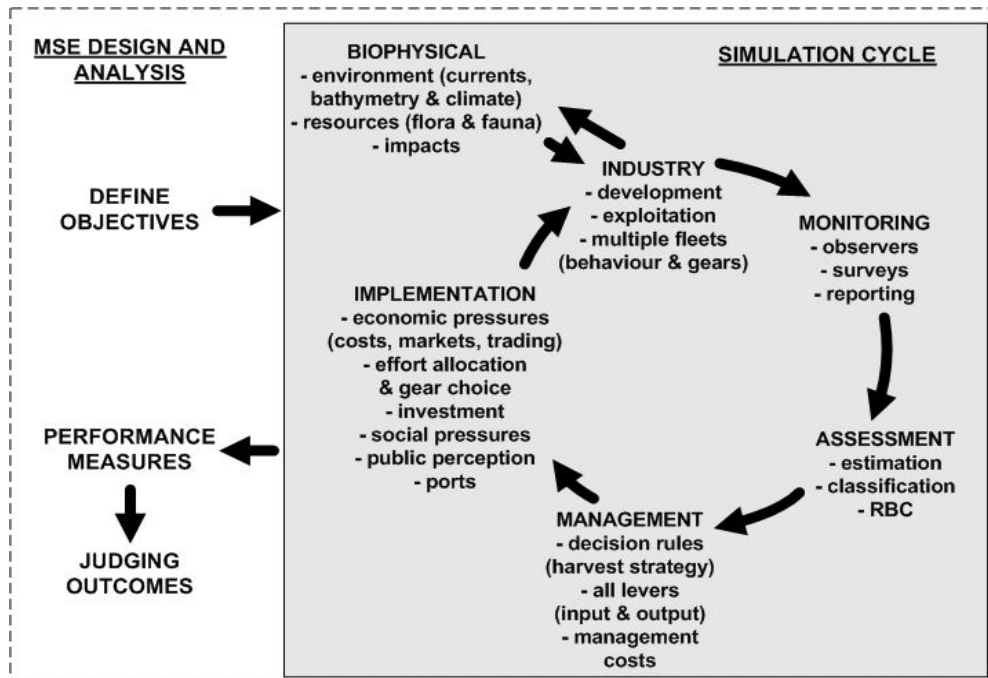 MSE DESIGN AND
ANALYSIS
DEFINE
OBJECTIVES
PERFORMANCE
MEASURES
JUDGING
OUTCOMES
SIMULATION CYCLE
BIOPHYSICAL
- environment (currents,
bathymetry & climate)
- resources (flora & fauna)
- impacts
INDUSTRY
- development
- exploitation
- multiple fleets
(behaviour & gears)
MONITORING
- observers
- surveys
- reporting
ASSESSMENT
- estimation
- classification
- RBC
MANAGEMENT
- decision rules
(harvest strategy)
- all levers
(input & output)
- management
costs
IMPLEMENTATION
- economic pressures
(costs, markets, trading)
- effort allocation
& gear choice
- investment
- social pressures
- public perception
- ports